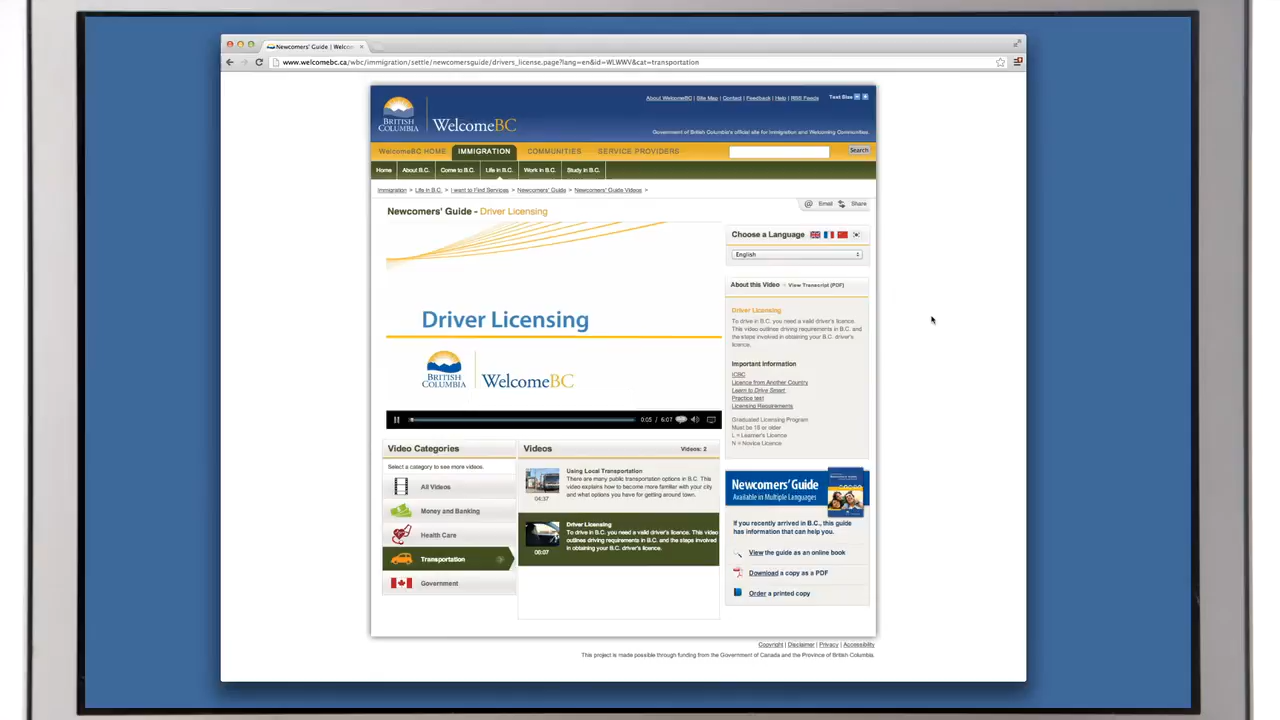 Newcomers' Guide | Welco
www.welcomebc.ca/wbc/immigration/settle/newcomersguide/drivers_license.page?lang=en&id=WLWWV&cat=transportation
About WelcomeBC | Site Map | Contact | Feedback | Help | RSS Feeds
Text Size
BRITISH COLUMBIA
WelcomeBC
Government of British Columbia's official site for Immigration and Welcoming Communities.
WelcomeBC HOME IMMIGRATION COMMUNITIES SERVICE PROVIDERS Search
Home About B.C. Come to B.C. Life in B.C. Work in B.C. Study in B.C.
Immigration > Life in B.C. > I want to Find Services > Newcomers' Guide > Newcomers' Guide Videos >
@ Email Share
Newcomers' Guide - Driver Licensing
Driver Licensing
BRITISH COLUMBIA
WelcomeBC
0:05 / 6:07
Video Categories
Select a category to see more videos.
All Videos
Money and Banking
Health Care
Transportation
Government
Videos
Videos: 2
Using Local Transportation
There are many public transportation options in B.C. This
video explains how to become more familiar with your city
and what options you have for getting around town.
04:37
Driver Licensing
To drive in B.C. you need a valid driver's licence. This video
outlines driving requirements in B.C. and the steps involved
in obtaining your B.C. driver's licence.
06:07
Choose a Language
English
About this Video
View Transcript (PDF)
Driver Licensing
To drive in B.C. you need a valid driver's licence.
This video outlines driving requirements in B.C. and
the steps involved in obtaining your B.C. driver's
licence.
Important Information
ICBC
Licence from Another Country
Learn to Drive Smart
Practice test
Licensing Requirements
Graduated Licensing Program
Must be 18 or older
L = Learner's Licence
N = Novice Licence
Newcomers' Guide
Available in Multiple Languages
If you recently arrived in B.C., this guide
has information that can help you.
View the guide as an online book
Download a copy as a PDF
Order a printed copy
Copyright | Disclaimer | Privacy | Accessibility
This project is made possible through funding from the Government of Canada and the Province of British Columbia.